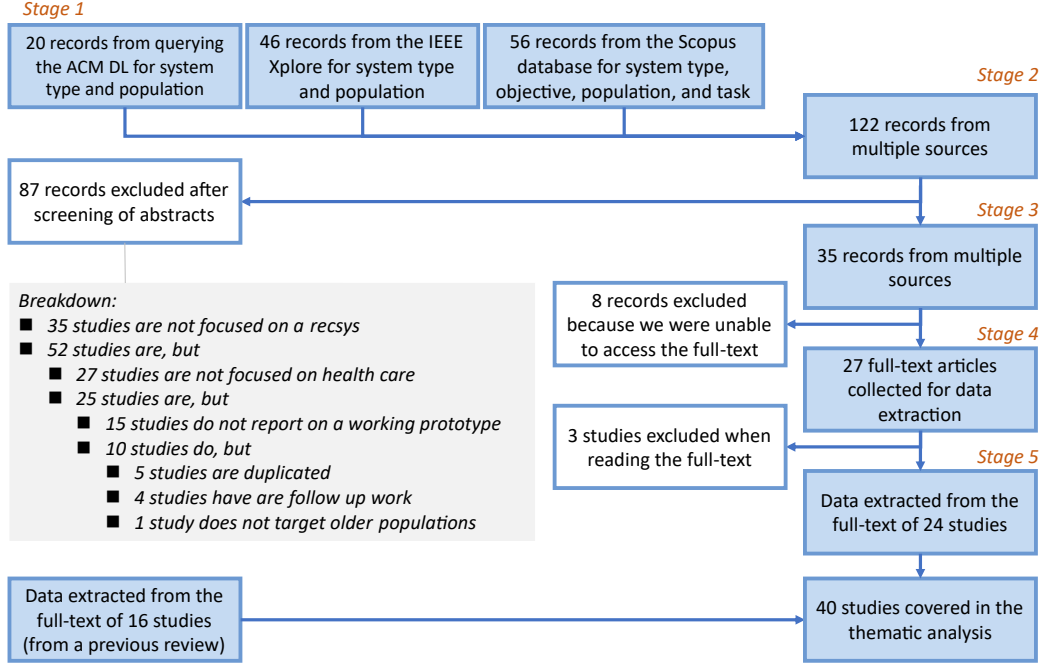 Stage 1
20 records from querying
the ACM DL for system
type and population
46 records from the IEEE
Xplore for system type
and population
56 records from the Scopus
database for system type,
objective, population, and task
Stage 2
122 records from
multiple sources
87 records excluded after
screening of abstracts
Stage 3
35 records from multiple
sources
Breakdown:
35 studies are not focused on a recsys
52 studies are, but
27 studies are not focused on health care
25 studies are, but
15 studies do not report on a working prototype
10 studies do, but
5 studies are duplicated
4 studies have are follow up work
1 study does not target older populations
8 records excluded
because we were unable
to access the full-text
Stage 4
27 full-text articles
collected for data
extraction
3 studies excluded when
reading the full-text
Stage 5
Data extracted from the
full-text of 24 studies
Data extracted from the
full-text of 16 studies
(from a previous review)
40 studies covered in the
thematic analysis